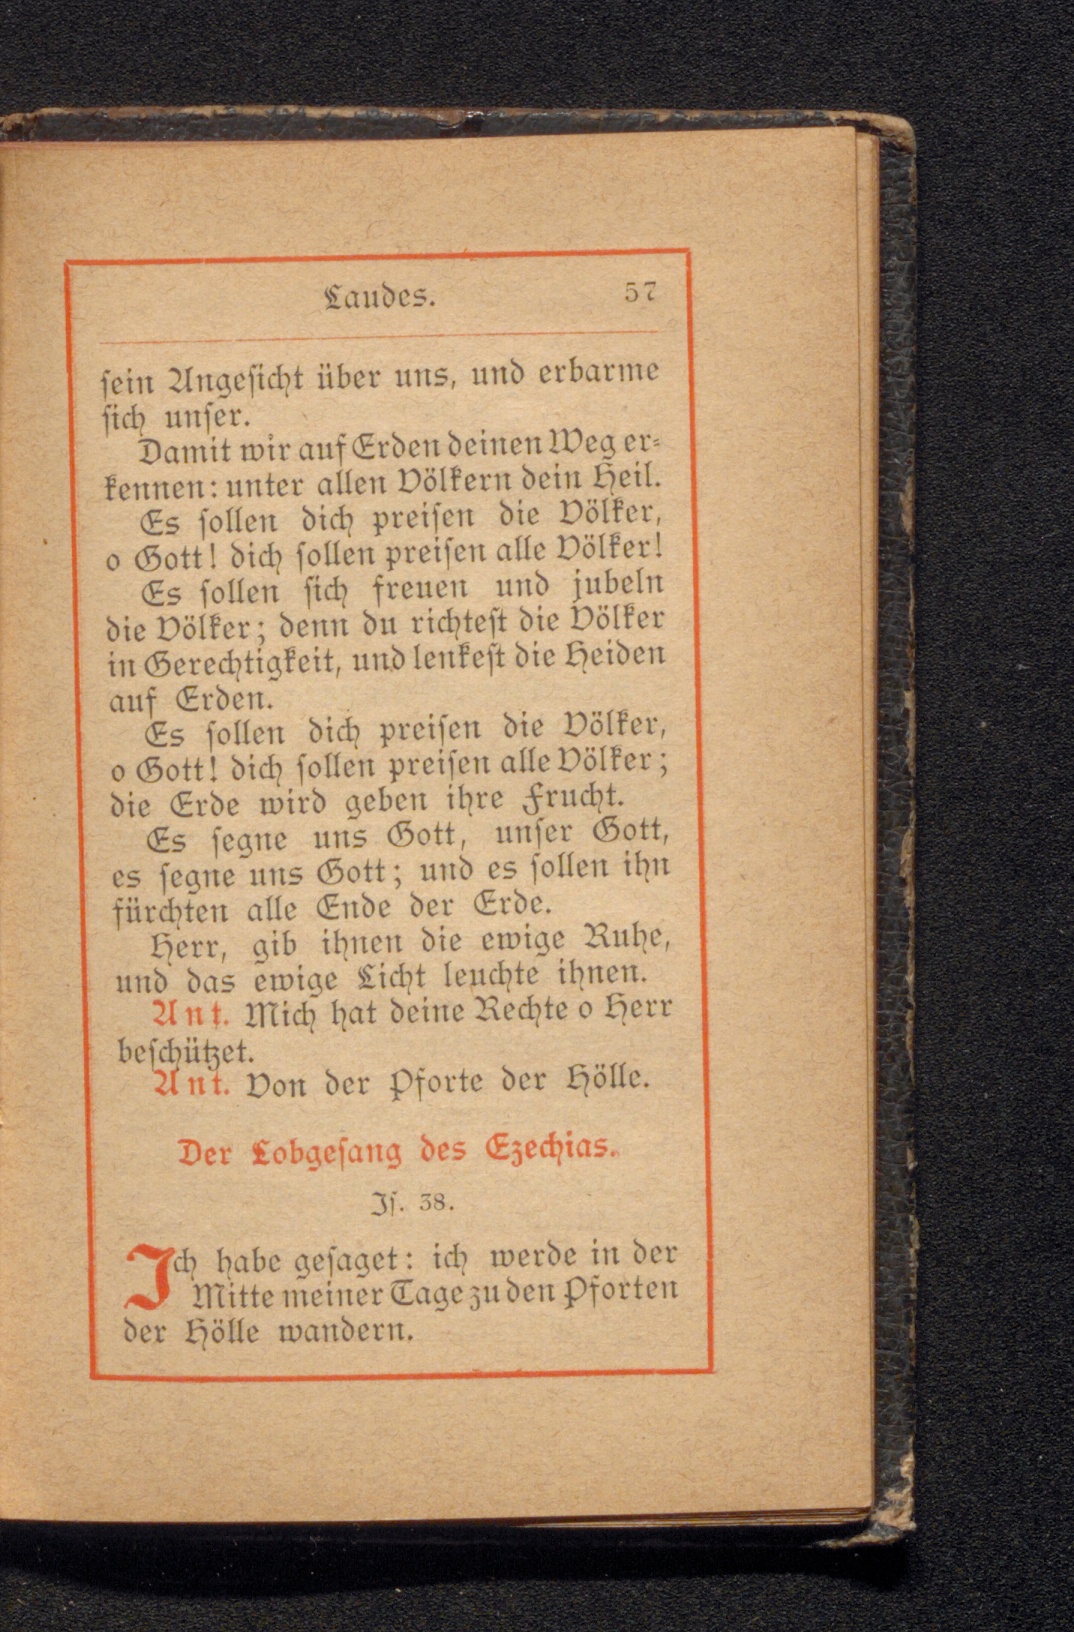 Laudes. 57
sein Angesicht über uns, und erbarme
sich unser.
Damit wir auf Erden deinen Weg er-
kennen: unter allen Völkern dein Heil.
Es sollen dich preisen die Völker,
o Gott! dich sollen preisen alle Völker!
Es sollen sich freuen und jubeln
die Völker; denn du richtest die Völker
in Gerechtigkeit, und lenkest die Heiden
auf Erden.
Es sollen dich preisen die Völker,
o Gott! dich sollen preisen alle Völker;
die Erde wird geben ihre Frucht.
Es segne uns Gott, unser Gott,
es segne uns Gott; und es sollen ihn
fürchten alle Ende der Erde.
Herr, gib ihnen die ewige Ruhe,
und das ewige Licht leuchte ihnen.
Ant. Mich hat deine Rechte o Herr
beschützet.
Ant. Von der Pforte der Hölle.
Der Lobgesang des Ezechias.
Is. 38.
Ich habe gesaget: ich werde in der
Mitte meiner Tage zu den Pforten
der Hölle wandern.